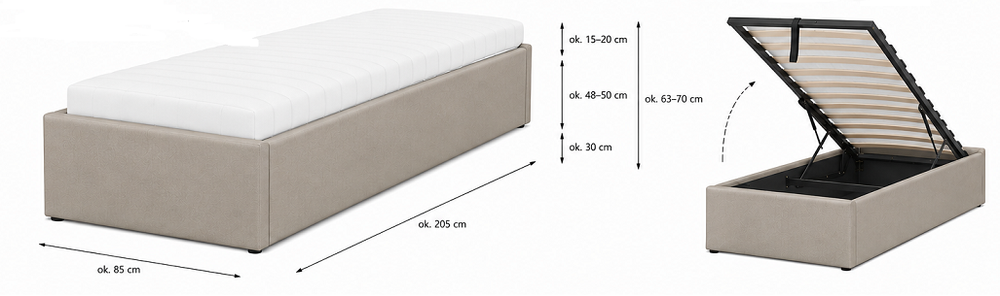 ok. 15–20 cm
ok. 48–50 cm
ok. 63–70 cm
ok. 30 cm
ok. 205 cm
ok. 85 cm